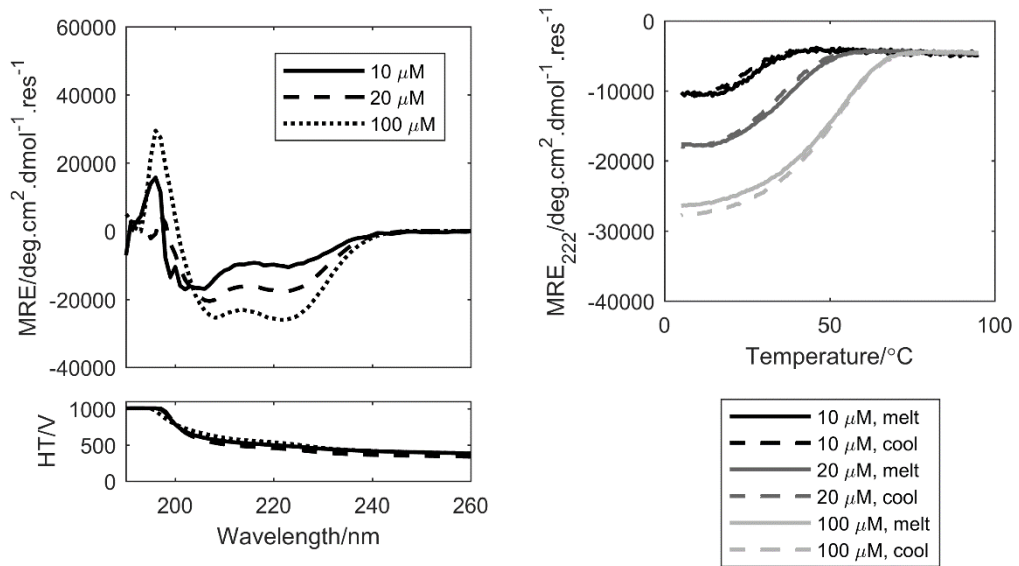 60000
40000
20000
0
-20000
-40000
MRE/deg.cm².dmol⁻¹.res⁻¹
10 μM
20 μM
100 μM
1000
500
0
HT/V
200
220
240
260
Wavelength/nm
0
-10000
-20000
-30000
-40000
MRE₂₂₂/deg.cm².dmol⁻¹.res⁻¹
0
50
100
Temperature/°C
10 μM, melt
10 μM, cool
20 μM, melt
20 μM, cool
100 μM, melt
100 μM, cool